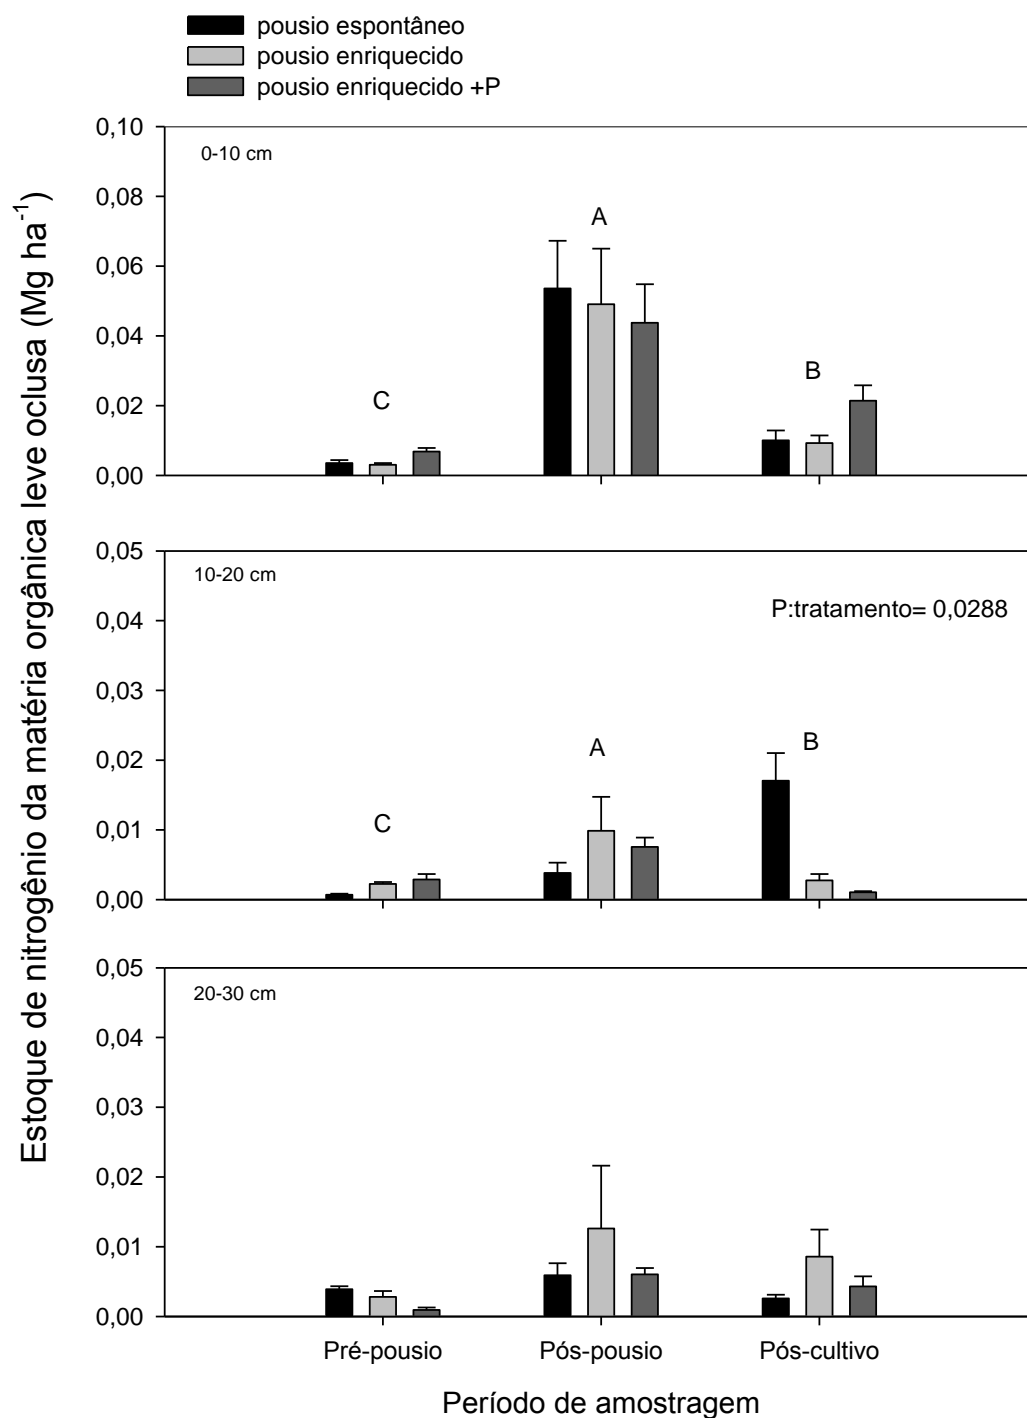 pousio espontâneo
pousio enriquecido
pousio enriquecido +P
Estoque de nitrogênio da matéria orgânica leve oclusa (Mg ha⁻¹)
0,10
0,08
0,06
0,04
0,02
0,00
0-10 cm
C
A
B
0,05
0,04
0,03
0,02
0,01
0,00
10-20 cm
P:tratamento= 0,0288
C
A
B
0,05
0,04
0,03
0,02
0,01
0,00
20-30 cm
Pré-pousio
Pós-pousio
Pós-cultivo
Período de amostragem